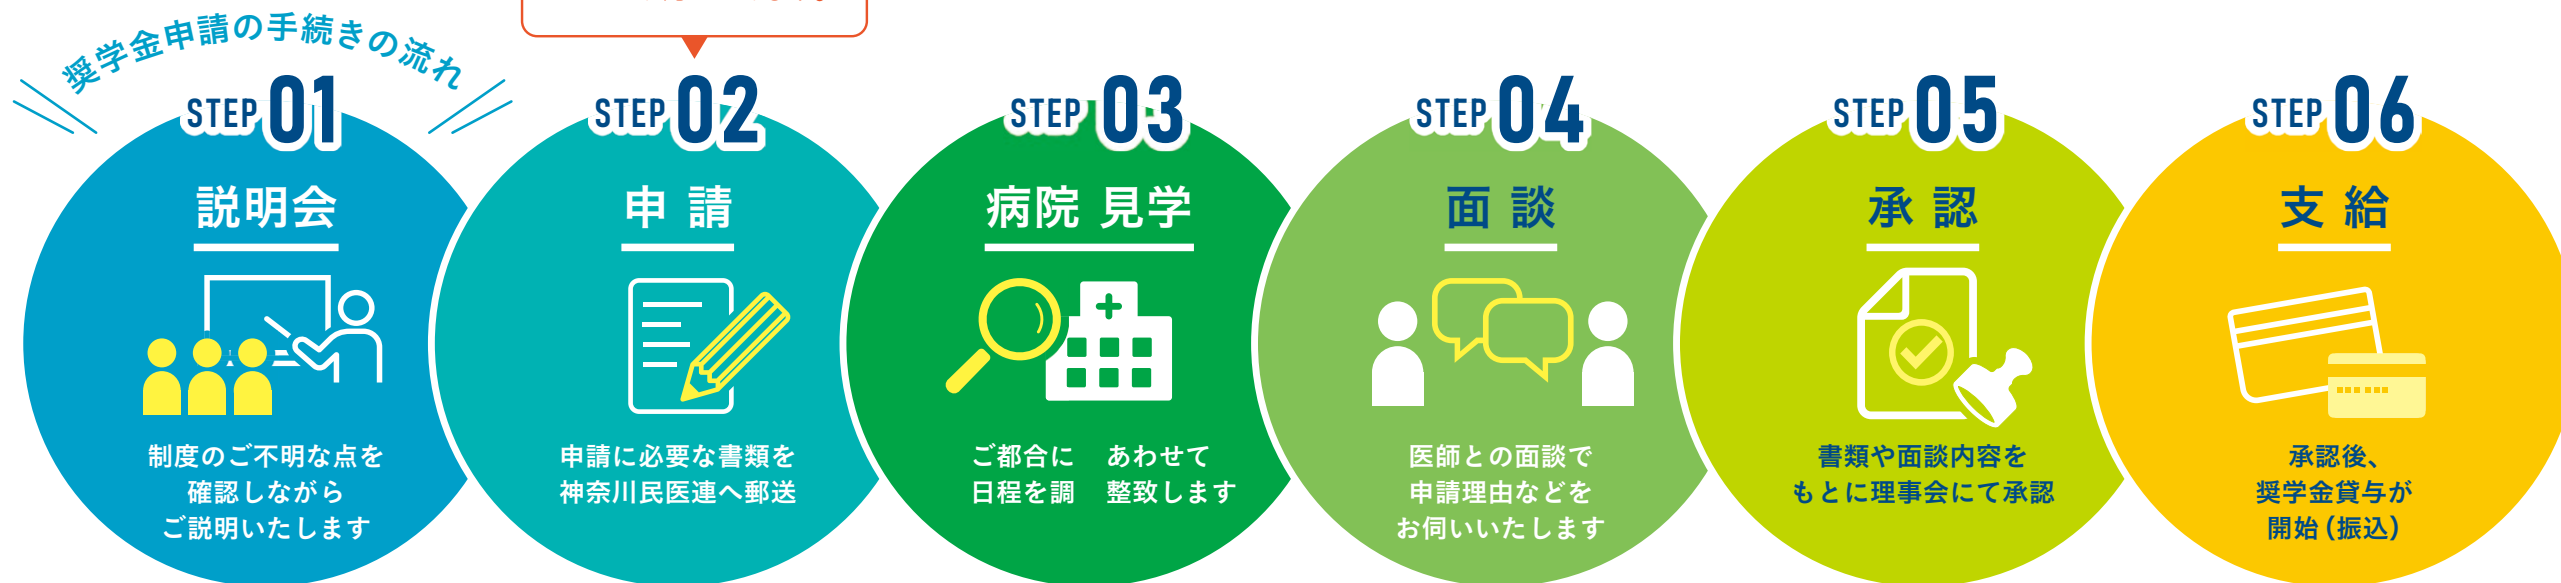 奨学金申請の手続きの流れ
STEP 01
説明会
制度のご不明な点を
確認しながら
ご説明いたします
STEP 02
申 請
申請に必要な書類を
神奈川民医連へ郵送
STEP 03
病院 見学
ご都合に あわせて
日程を調 整致します
STEP 04
面 談
医師との面談で
申請理由などを
お伺いいたします
STEP 05
承 認
書類や面談内容を
もとに理事会にて承認
STEP 06
支 給
承認後、
奨学金貸与が
開始(振込)